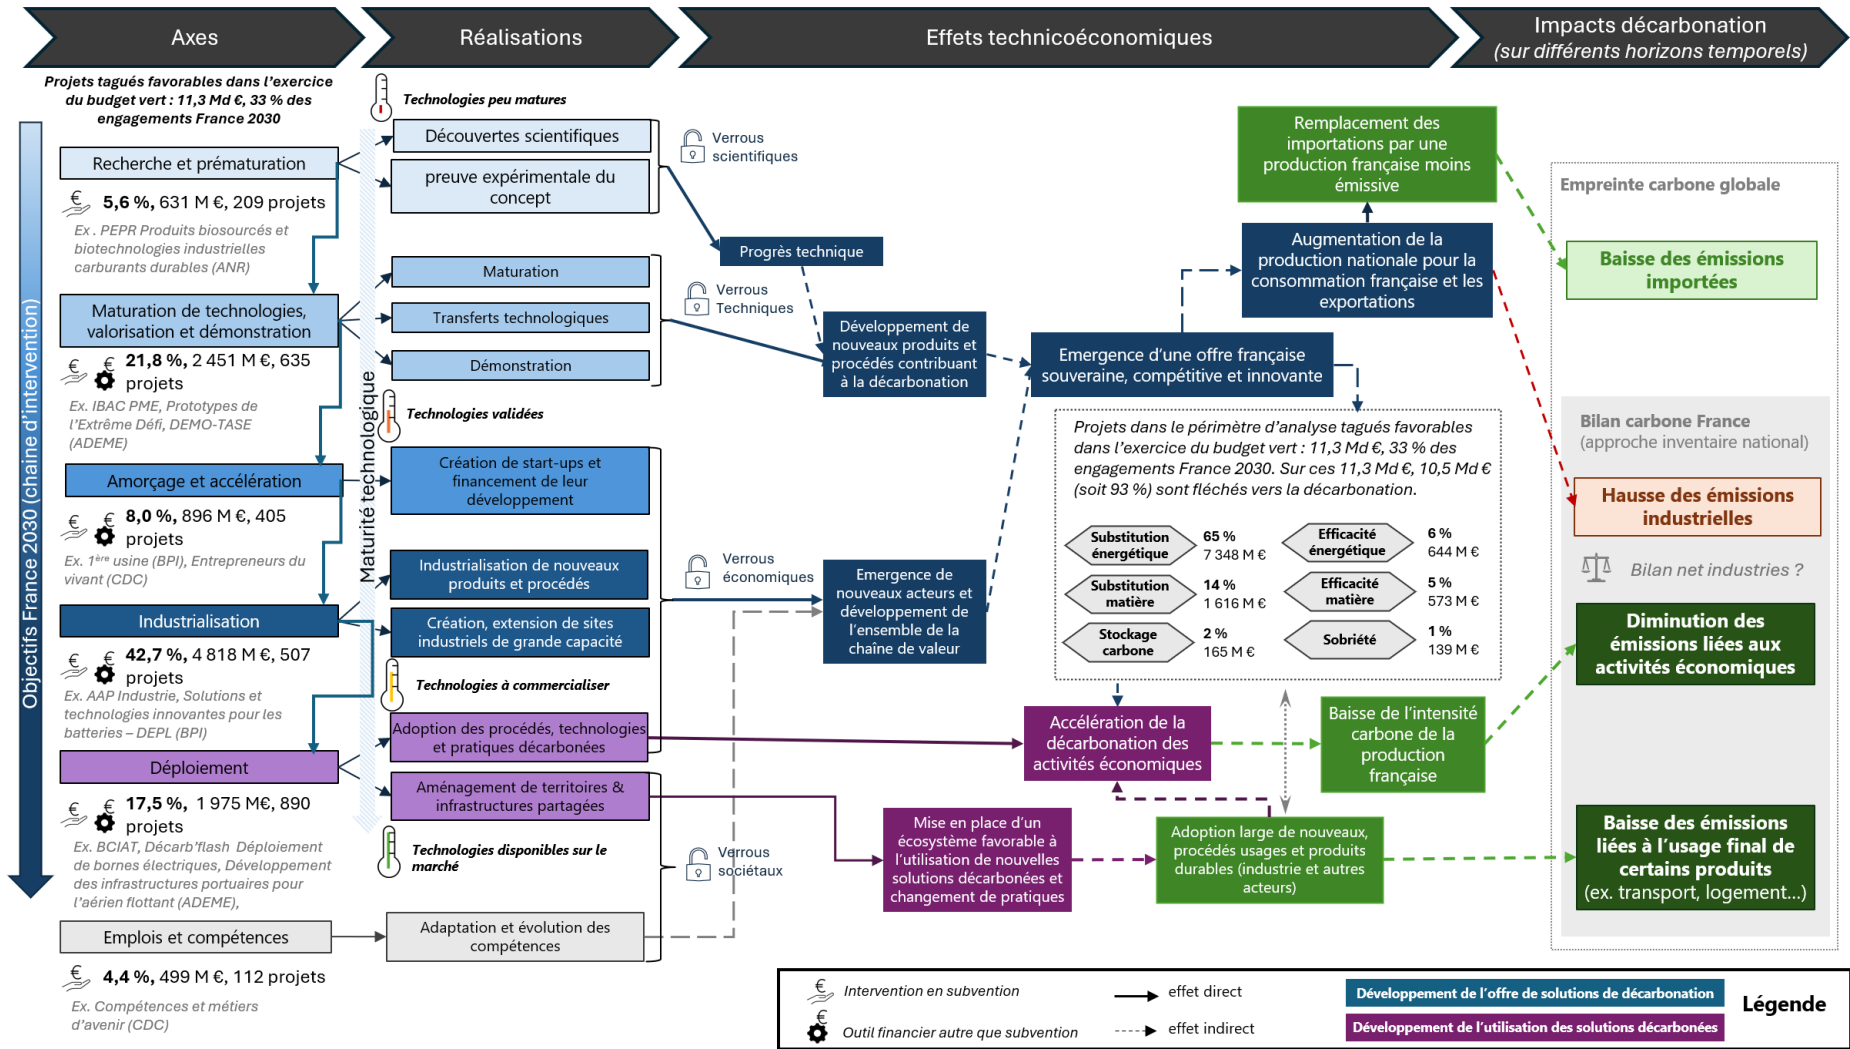 Axes
Réalisations
Effets technicoéconomiques
Impacts décarbonation
(sur différents horizons temporels)
Projets tagués favorables dans l'exercice
du budget vert : 11,3 Md €, 33 % des
engagements France 2030
Objectifs France 2030 (chaine d'intervention)
Recherche et prématuration
5,6 %, 631 M €, 209 projets
Ex . PEPR Produits biosourcés et
biotechnologies industrielles
carburants durables (ANR)
Maturation de technologies,
valorisation et démonstration
21,8 %, 2 451 M €, 635
projets
Ex. IBAC PME, Prototypes de
l'Extrême Défi, DEMO-TASE
(ADEME)
Amorçage et accélération
8,0 %, 896 M €, 405
projets
Ex. 1ère usine (BPI), Entrepreneurs du
vivant (CDC)
Industrialisation
42,7 %, 4 818 M €, 507
projets
Ex. AAP Industrie, Solutions et
technologies innovantes pour les
batteries – DEPL (BPI)
Déploiement
17,5 %, 1 975 M€, 890
projets
Ex. BCIAT, Décarb'flash Déploiement
de bornes électriques, Développement
des infrastructures portuaires pour
l'aérien flottant (ADEME),
Emplois et compétences
4,4 %, 499 M €, 112 projets
Ex. Compétences et métiers
d'avenir (CDC)
Maturité technologique
Technologies peu matures
Découvertes scientifiques
preuve expérimentale du
concept
Maturation
Transferts technologiques
Démonstration
Technologies validées
Création de start-ups et
financement de leur
développement
Industrialisation de nouveaux
produits et procédés
Création, extension de sites
industriels de grande capacité
Technologies à commercialiser
Adoption des procédés, technologies
et pratiques décarbonées
Aménagement de territoires &
infrastructures partagées
Technologies disponibles sur le
marché
Adaptation et évolution des
compétences
Verrous
scientifiques
Verrous
Techniques
Verrous
économiques
Verrous
sociétaux
Progrès technique
Développement de
nouveaux produits et
procédés contribuant
à la décarbonation
Emergence de
nouveaux acteurs et
développement de
l'ensemble de la
chaîne de valeur
Mise en place d'un
écosystème favorable à
l'utilisation de nouvelles
solutions décarbonées et
changement de pratiques
Emergence d'une offre française
souveraine, compétitive et innovante
Remplacement des
importations par une
production française moins
émissive
Augmentation de la
production nationale pour la
consommation française et les
exportations
Projets dans le périmètre d'analyse tagués favorables
dans l'exercice du budget vert : 11,3 Md €, 33 % des
engagements France 2030. Sur ces 11,3 Md €, 10,5 Md €
(soit 93 %) sont fléchés vers la décarbonation.
Substitution
énergétique
65 %
7 348 M €
Efficacité
énergétique
6 %
644 M €
Substitution
matière
14 %
1 616 M €
Efficacité
matière
5 %
573 M €
Stockage
carbone
2 %
165 M €
Sobriété
1 %
139 M €
Accélération de la
décarbonation des
activités économiques
Baisse de l'intensité
carbone de la
production
française
Adoption large de nouveaux,
procédés usages et produits
durables (industrie et autres
acteurs)
Empreinte carbone globale
Baisse des émissions
importées
Bilan carbone France
(approche inventaire national)
Hausse des émissions
industrielles
Bilan net industries ?
Diminution des
émissions liées aux
activités économiques
Baisse des émissions
liées à l'usage final de
certains produits
(ex. transport, logement...)
Intervention en subvention
Outil financier autre que subvention
effet direct
effet indirect
Développement de l'offre de solutions de décarbonation
Développement de l'utilisation des solutions décarbonées
Légende